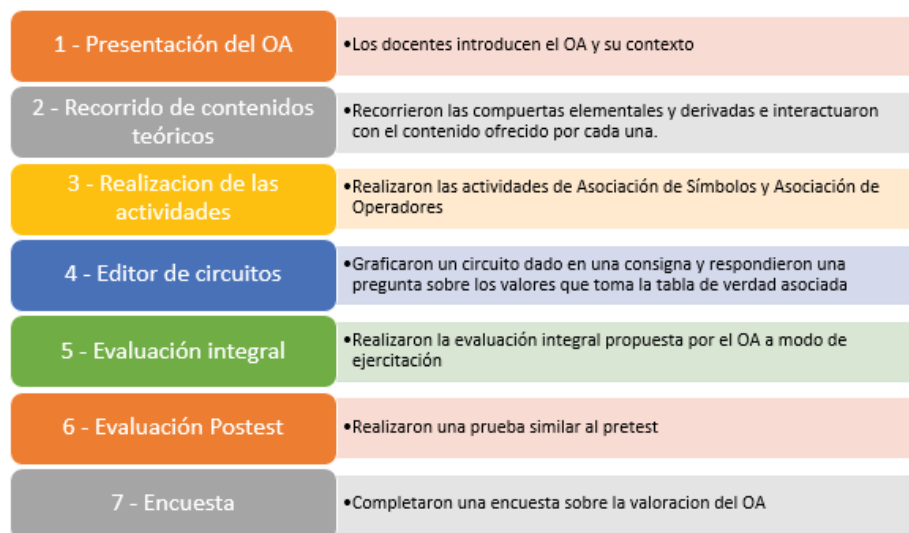 1 - Presentación del OA
•Los docentes introducen el OA y su contexto
2 - Recorrido de contenidos
teóricos
•Recorrieron las compuertas elementales y derivadas e interactuaron
con el contenido ofrecido por cada una.
3 - Realizacion de las
actividades
•Realizaron las actividades de Asociación de Símbolos y Asociación de
Operadores
4 - Editor de circuitos
•Graficaron un circuito dado en una consigna y respondieron una
pregunta sobre los valores que toma la tabla de verdad asociada
5 - Evaluación integral
•Realizaron la evaluación integral propuesta por el OA a modo de
ejercitación
6 - Evaluación Postest
•Realizaron una prueba similar al pretest
7 - Encuesta
•Completaron una encuesta sobre la valoracion del OA